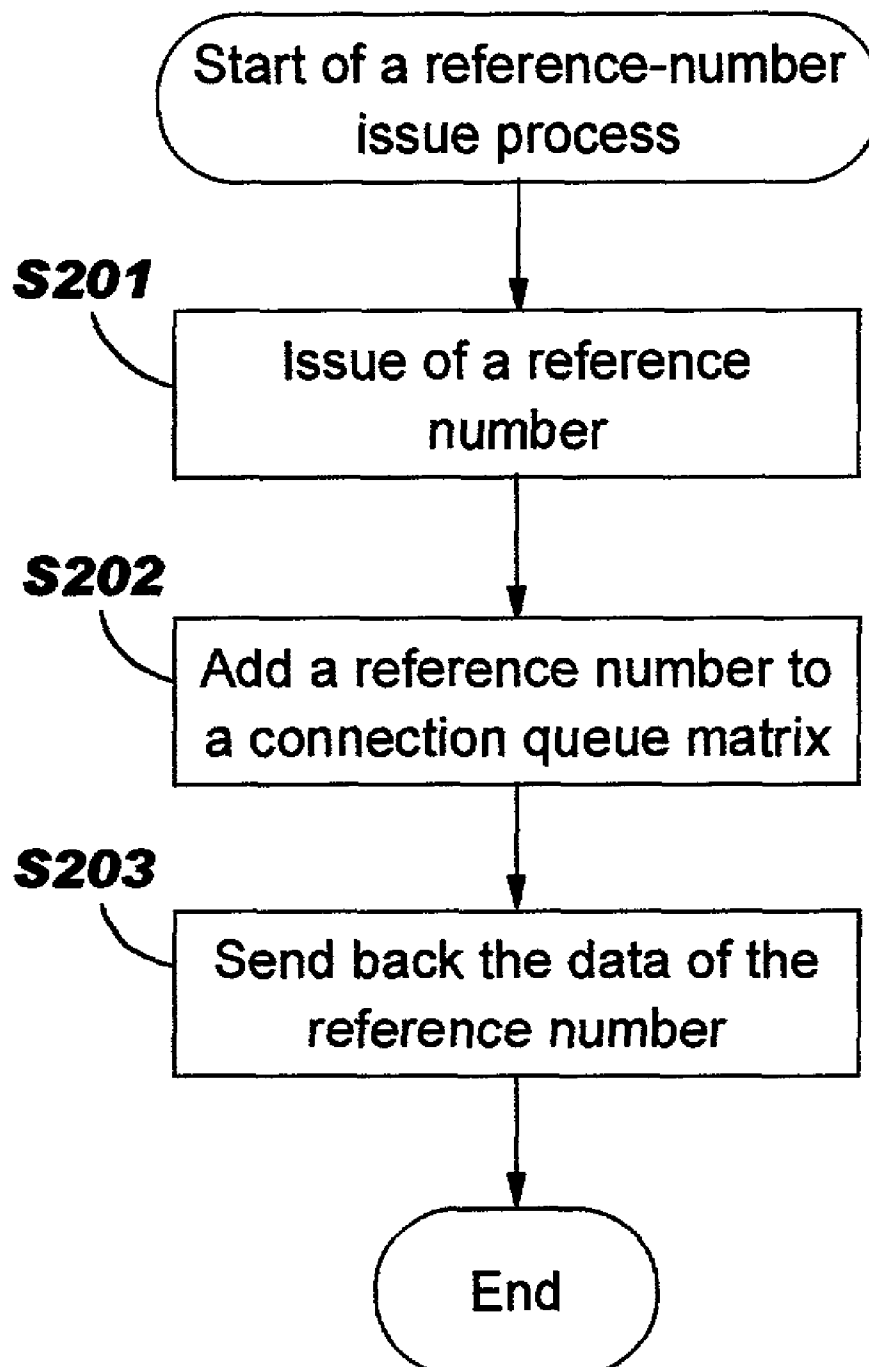 Start of a reference-number
issue process
S201
Issue of a reference
number
S202
Add a reference number to
a connection queue matrix
S203
Send back the data of the
reference number
End